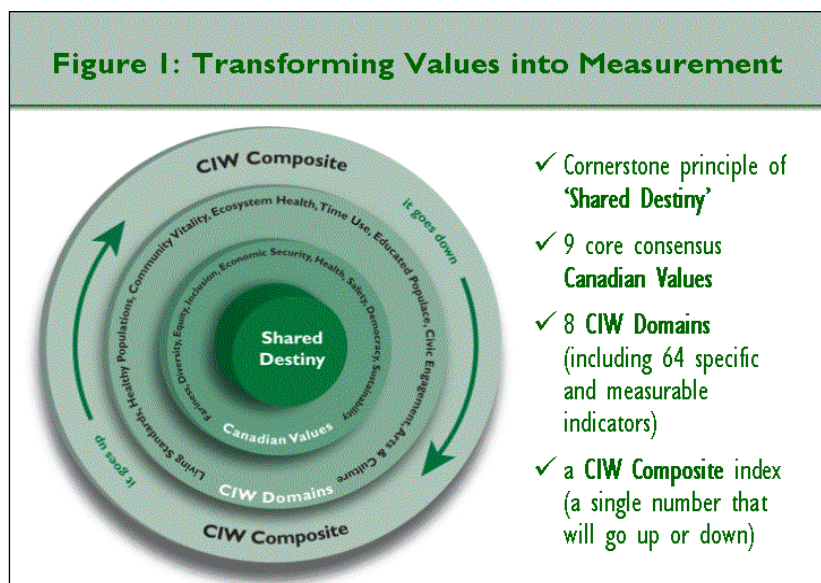 Figure 1: Transforming Values into Measurement
CIW Composite
it goes down
it goes up
Living Standards, Healthy Populations, Community Vitality, Ecosystem Health, Time Use, Educated Populace, Civic Engagement, Arts & Culture
Fairness, Diversity, Equity, Inclusion, Economic Security, Health, Safety, Democracy, Sustainability
Shared
Destiny
Canadian Values
CIW Domains
CIW Composite
✓ Cornerstone principle of
‘Shared Destiny’
✓ 9 core consensus
Canadian Values
✓ 8 CIW Domains
(including 64 specific
and measurable
indicators)
✓ a CIW Composite index
(a single number that
will go up or down)